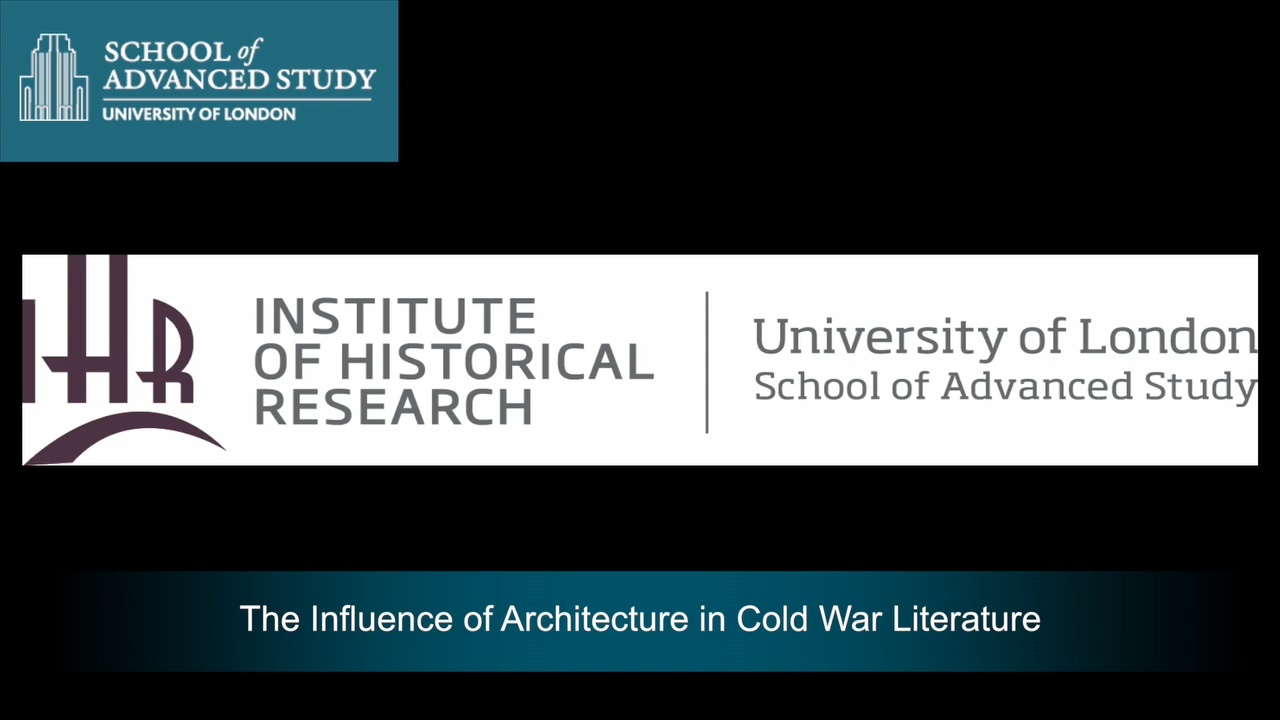 SCHOOL of
ADVANCED STUDY
UNIVERSITY OF LONDON
IHR
INSTITUTE
OF HISTORICAL
RESEARCH
University of London
School of Advanced Study
The Influence of Architecture in Cold War Literature